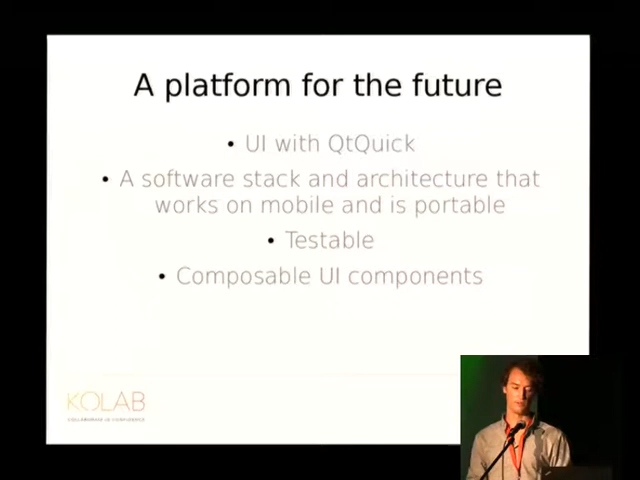 A platform for the future
• UI with QtQuick
• A software stack and architecture that
works on mobile and is portable
• Testable
• Composable UI components
KOLAB